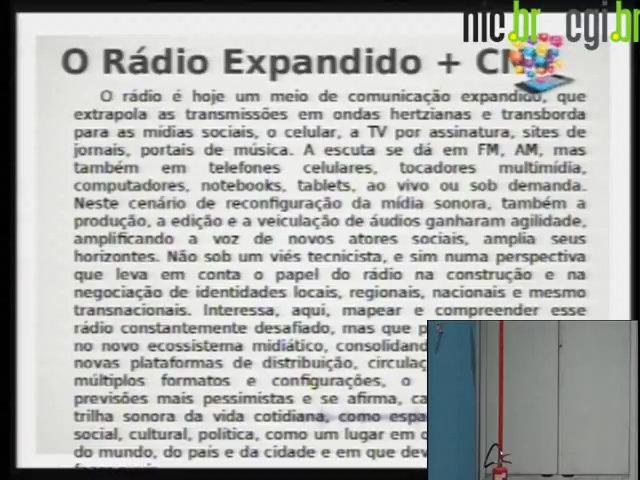 nic.br cgi.br
O Rádio Expandido +
O rádio é hoje um meio de comunicação expandido, que
extrapola as transmissões em ondas hertzianas e transborda
para as mídias sociais, o celular, a TV por assinatura, sites de
jornais, portais de música. A escuta se dá em FM, AM, mas
também em telefones celulares, tocadores multimídia,
computadores, notebooks, tablets, ao vivo ou sob demanda.
Neste cenário de reconfiguração da mídia sonora, também a
produção, a edição e a veiculação de áudios ganharam agilidade,
amplificando a voz de novos atores sociais, amplia seus
horizontes. Não sob um viés tecnicista, e sim numa perspectiva
que leva em conta o papel do rádio na construção e na
negociação de identidades locais, regionais, nacionais e mesmo
transnacionais. Interessa, aqui, mapear e compreender esse
rádio constantemente desafiado, mas que
no novo ecossistema midiático,
novas plataformas de distribuição,
múltiplos formatos e configurações, o
previsões mais pessimistas e se afirma,
trilha sonora da vida cotidiana, como
social, cultural, política, como um lugar em
do mundo, do país e da cidade e em que